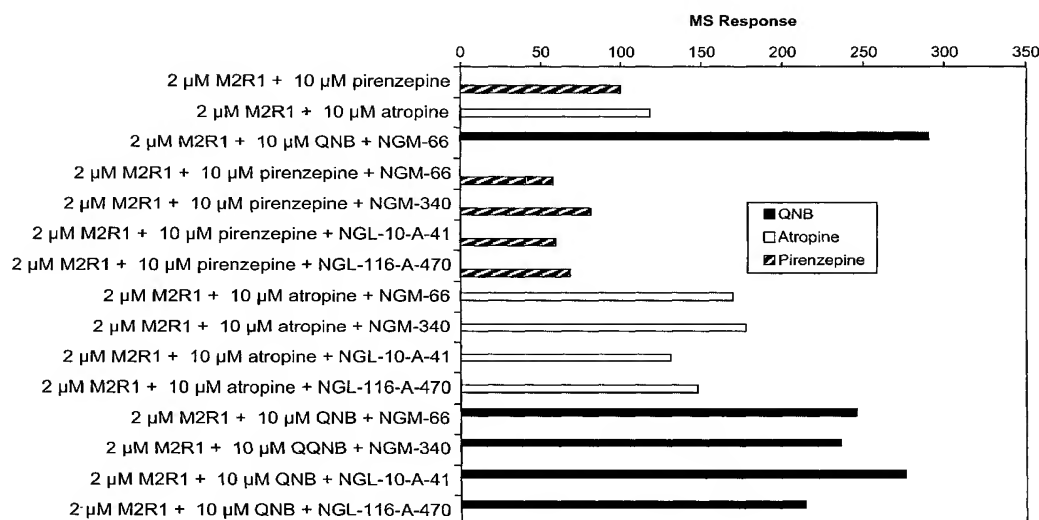 MS Response
0 50 100 150 200 250 300 350
2 µM M2R1 + 10 µM pirenzepine
2 µM M2R1 + 10 µM atropine
2 µM M2R1 + 10 µM QNB + NGM-66
2 µM M2R1 + 10 µM pirenzepine + NGM-66
2 µM M2R1 + 10 µM pirenzepine + NGM-340
2 µM M2R1 + 10 µM pirenzepine + NGL-10-A-41
2 µM M2R1 + 10 µM pirenzepine + NGL-116-A-470
2 µM M2R1 + 10 µM atropine + NGM-66
2 µM M2R1 + 10 µM atropine + NGM-340
2 µM M2R1 + 10 µM atropine + NGL-10-A-41
2 µM M2R1 + 10 µM atropine + NGL-116-A-470
2 µM M2R1 + 10 µM QNB + NGM-66
2 µM M2R1 + 10 µM QQNB + NGM-340
2 µM M2R1 + 10 µM QNB + NGL-10-A-41
2 µM M2R1 + 10 µM QNB + NGL-116-A-470
QNB
Atropine
Pirenzepine